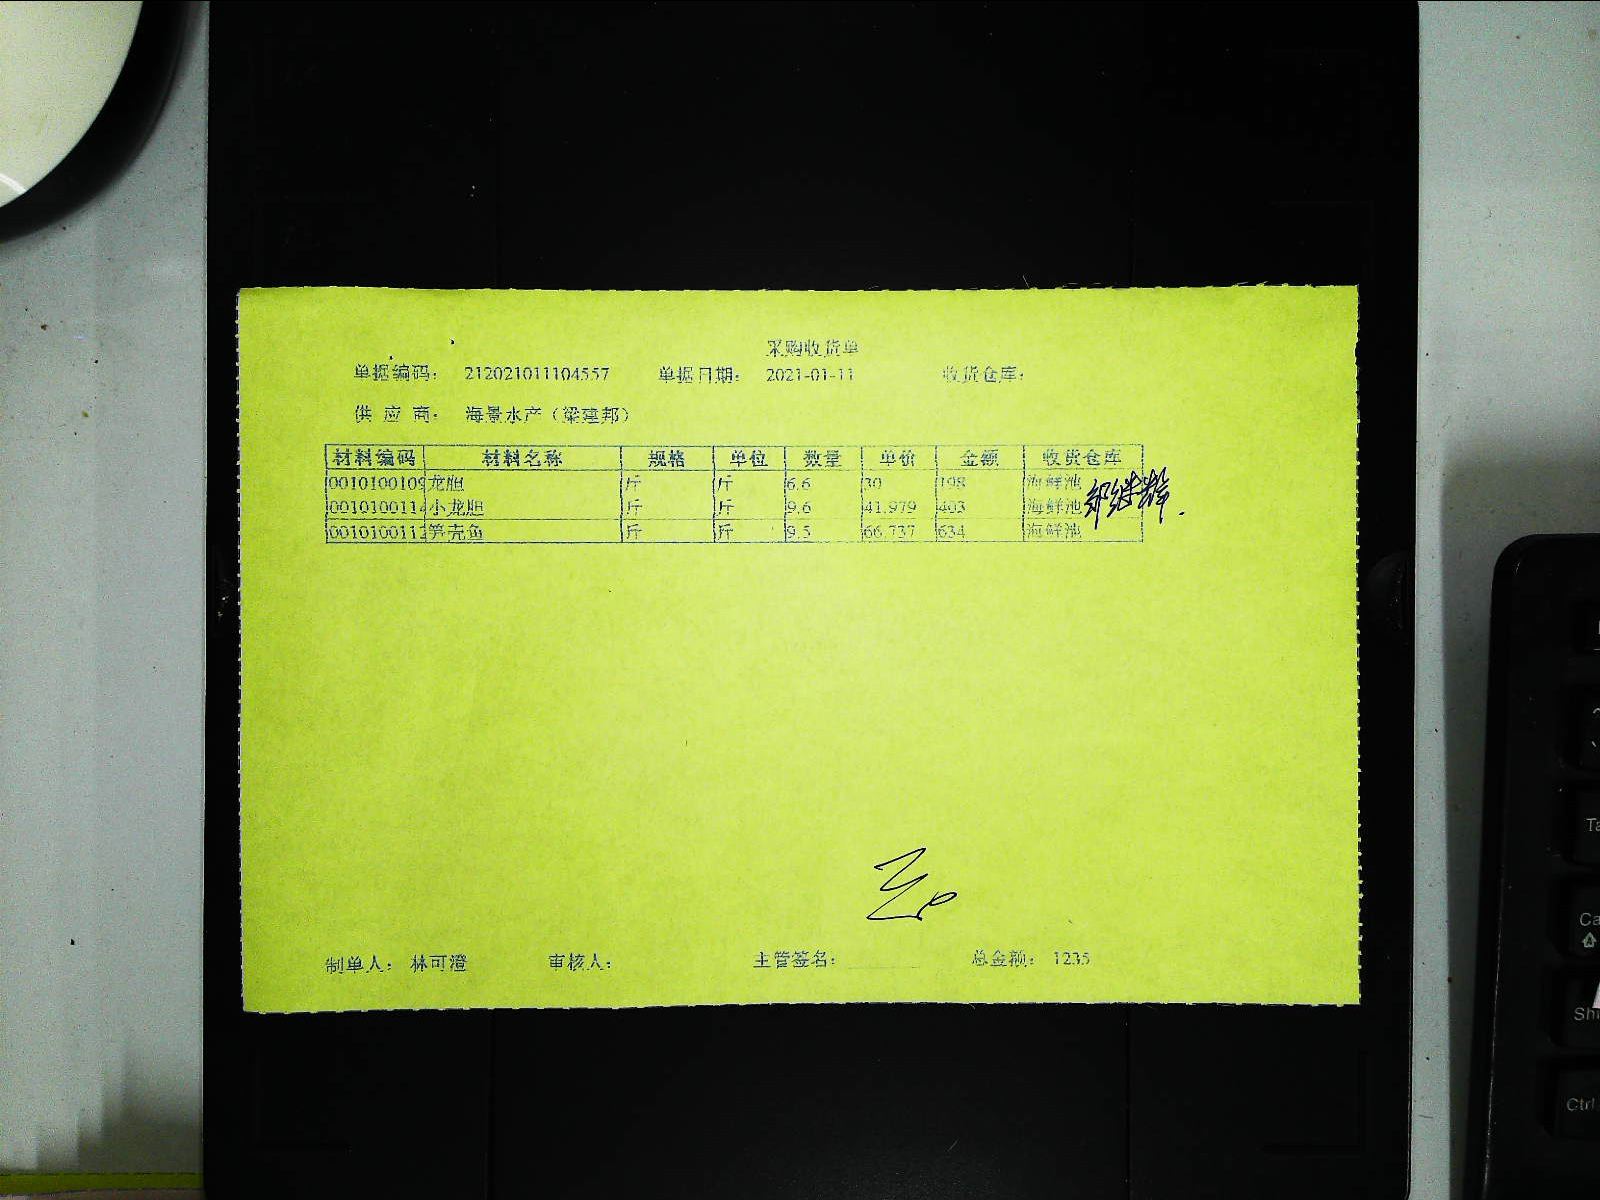 采购收货单
单据编码： 212021011104557 单据日期： 2021-01-11 收货仓库：
供 应 商： 海景水产（梁建邦）
材料编码 材料名称 规格 单位 数量 单价 金额 收货仓库
0010100109 龙胆 斤 斤 6.6 30 198 海鲜池
0010100114 小龙胆 斤 斤 9.6 41.979 403 海鲜池
0010100112 笋壳鱼 斤 斤 9.5 66.737 634 海鲜池
制单人： 林可澄 审核人： 主管签名： 总金额： 1235
Ctrl